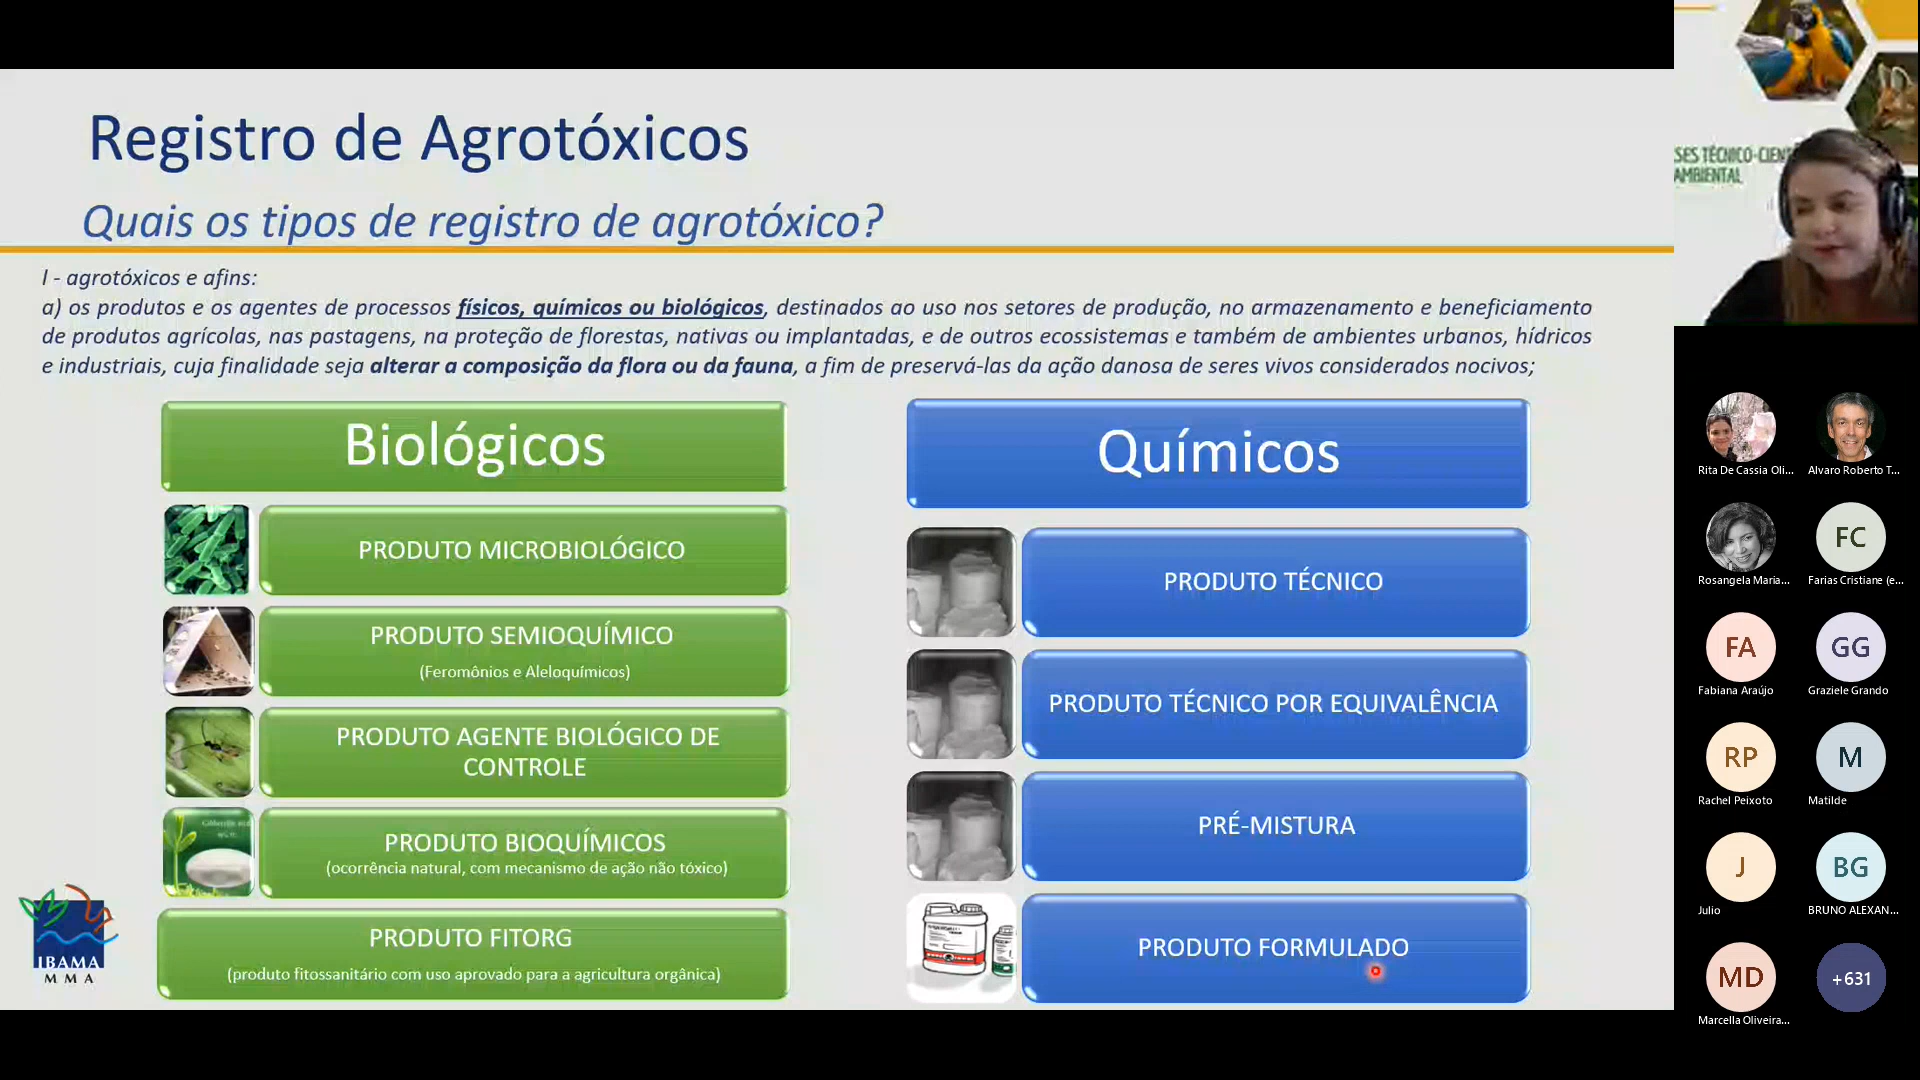 Registro de Agrotóxicos
Quais os tipos de registro de agrotóxico?
I - agrotóxicos e afins:
a) os produtos e os agentes de processos físicos, químicos ou biológicos, destinados ao uso nos setores de produção, no armazenamento e beneficiamento
de produtos agrícolas, nas pastagens, na proteção de florestas, nativas ou implantadas, e de outros ecossistemas e também de ambientes urbanos, hídricos
e industriais, cuja finalidade seja alterar a composição da flora ou da fauna, a fim de preservá-las da ação danosa de seres vivos considerados nocivos;
Biológicos
PRODUTO MICROBIOLÓGICO
PRODUTO SEMIOQUÍMICO
(Feromônios e Aleloquímicos)
PRODUTO AGENTE BIOLÓGICO DE
CONTROLE
PRODUTO BIOQUÍMICOS
(ocorrência natural, com mecanismo de ação não tóxico)
PRODUTO FITORG
(produto fitossanitário com uso aprovado para a agricultura orgânica)
Químicos
PRODUTO TÉCNICO
PRODUTO TÉCNICO POR EQUIVALÊNCIA
PRÉ-MISTURA
PRODUTO FORMULADO
IBAMA
M M A
SES TÉCNICO-CIEN
AMBIENTAL
Rita De Cassia Oli...
Alvaro Roberto T...
FC
Rosangela Maria...
Farias Cristiane (e...
FA
GG
Fabiana Araújo
Graziele Grando
RP
M
Rachel Peixoto
Matilde
J
BG
Julio
BRUNO ALEXAN...
MD
+631
Marcella Oliveira...